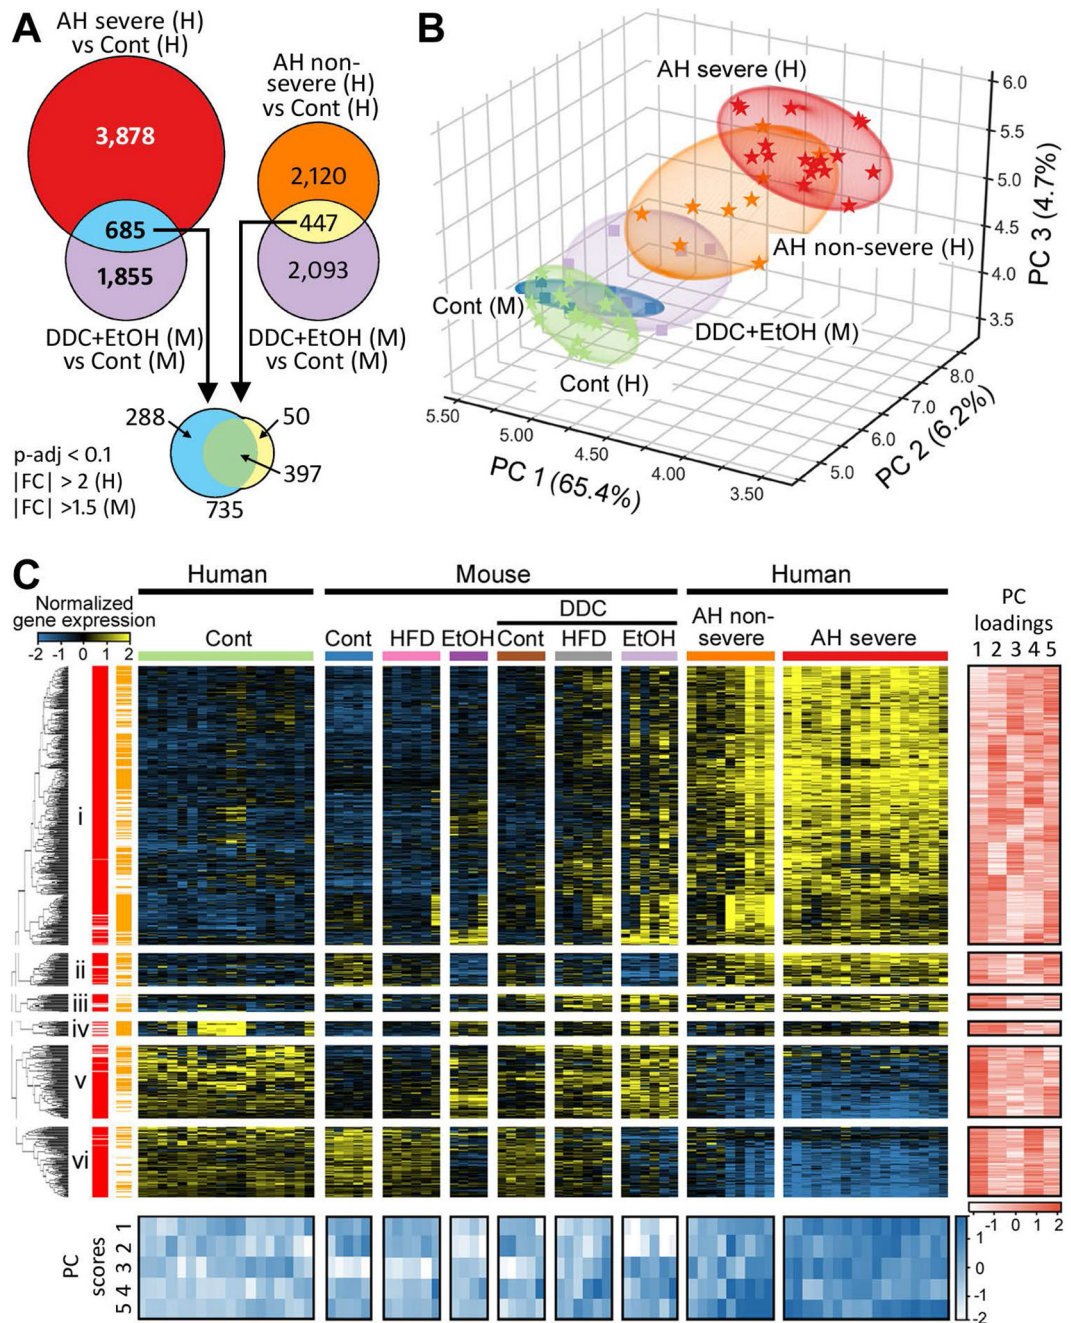 A
AH severe (H)
vs Cont (H)
3,878
685
1,855
DDC+EtOH (M)
vs Cont (M)
AH non-
severe (H)
vs Cont (H)
2,120
447
2,093
DDC+EtOH (M)
vs Cont (M)
288
50
397
735
p-adj < 0.1
|FC| > 2 (H)
|FC| >1.5 (M)
B
AH severe (H)
AH non-severe (H)
Cont (M)
DDC+EtOH (M)
Cont (H)
5.50
5.00
4.50
4.00
3.50
PC 1 (65.4%)
5.0
6.0
7.0
8.0
PC 2 (6.2%)
6.0
5.5
5.0
4.5
4.0
3.5
PC 3 (4.7%)
C
Normalized
gene expression
-2 -1 0 1 2
Human
Mouse
Human
DDC
Cont
Cont
HFD
EtOH
Cont
HFD
EtOH
AH non-
severe
AH severe
PC
loadings
1 2 3 4 5
i
ii
iii
iv
v
vi
-1 0 1 2
PC
scores
1
2
3
4
5
1
0
-1
-2